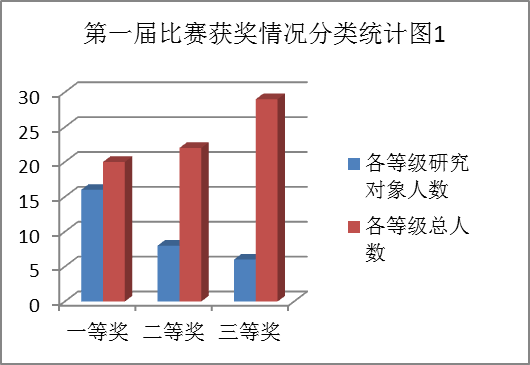 第一届比赛获奖情况分类统计图1
30
25
20
15
10
5
0
一等奖 二等奖 三等奖
各等级研究
对象人数
各等级总人
数